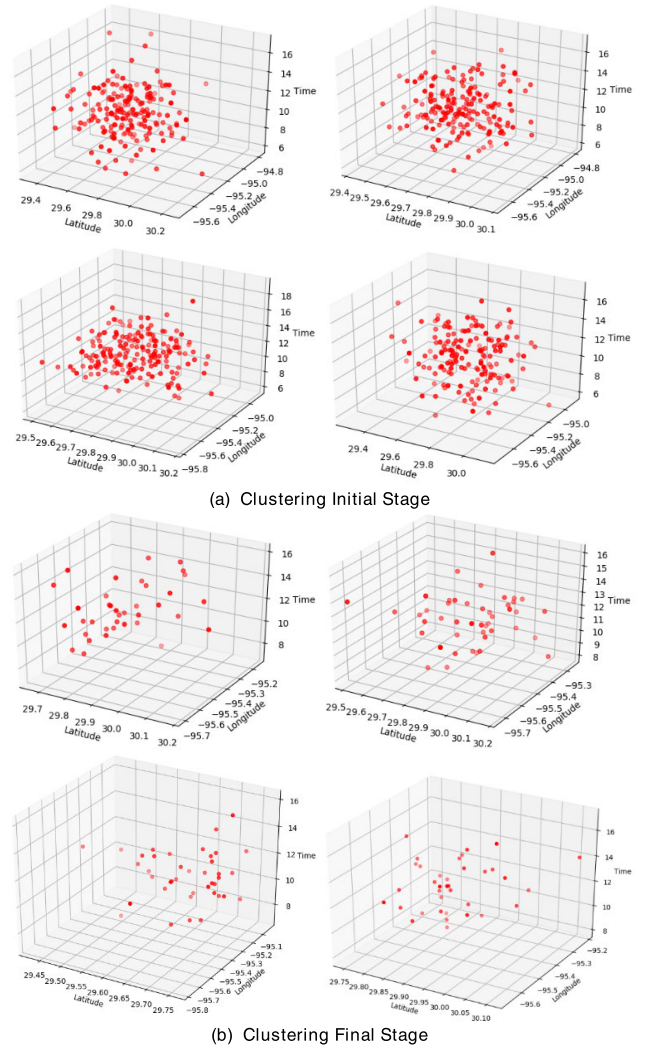 16
14
12 Time
10
8
6
29.4 29.6 29.8 30.0 30.2
Latitude
−95.6 −95.4 −95.2 −95.0 −94.8
Longitude
16
14
12 Time
10
8
6
29.4 29.5 29.6 29.7 29.8 29.9 30.0 30.1
Latitude
−95.6 −95.4 −95.2 −95.0 −94.8
Longitude
18
16
14
12
10
8
6
Time
29.5 29.6 29.7 29.8 29.9 30.0 30.1 30.2
Latitude
−95.8 −95.6 −95.4 −95.2 −95.0
Longitude
16
14
12 Time
10
8
6
29.4 29.6 29.8 30.0
Latitude
−95.6 −95.4 −95.2 −95.0
Longitude
(a) Clustering Initial Stage
16
14
12 Time
10
8
29.7 29.8 29.9 30.0 30.1 30.2
Latitude
−95.7 −95.6 −95.5 −95.4 −95.3 −95.2
Longitude
16
15
14
13
12 Time
11
10
9
8
29.5 29.6 29.7 29.8 29.9 30.0 30.1 30.2
Latitude
−95.7 −95.6 −95.5 −95.4 −95.3
Longitude
16
14
12 Time
10
8
29.45 29.50 29.55 29.60 29.65 29.70 29.75
Latitude
−95.8 −95.7 −95.6 −95.5 −95.4 −95.3 −95.2 −95.1
Longitude
16
14
12
10
8
Time
29.75 29.80 29.85 29.90 29.95 30.00 30.05 30.10
Latitude
−95.6 −95.5 −95.4 −95.3 −95.2
Longitude
(b) Clustering Final Stage